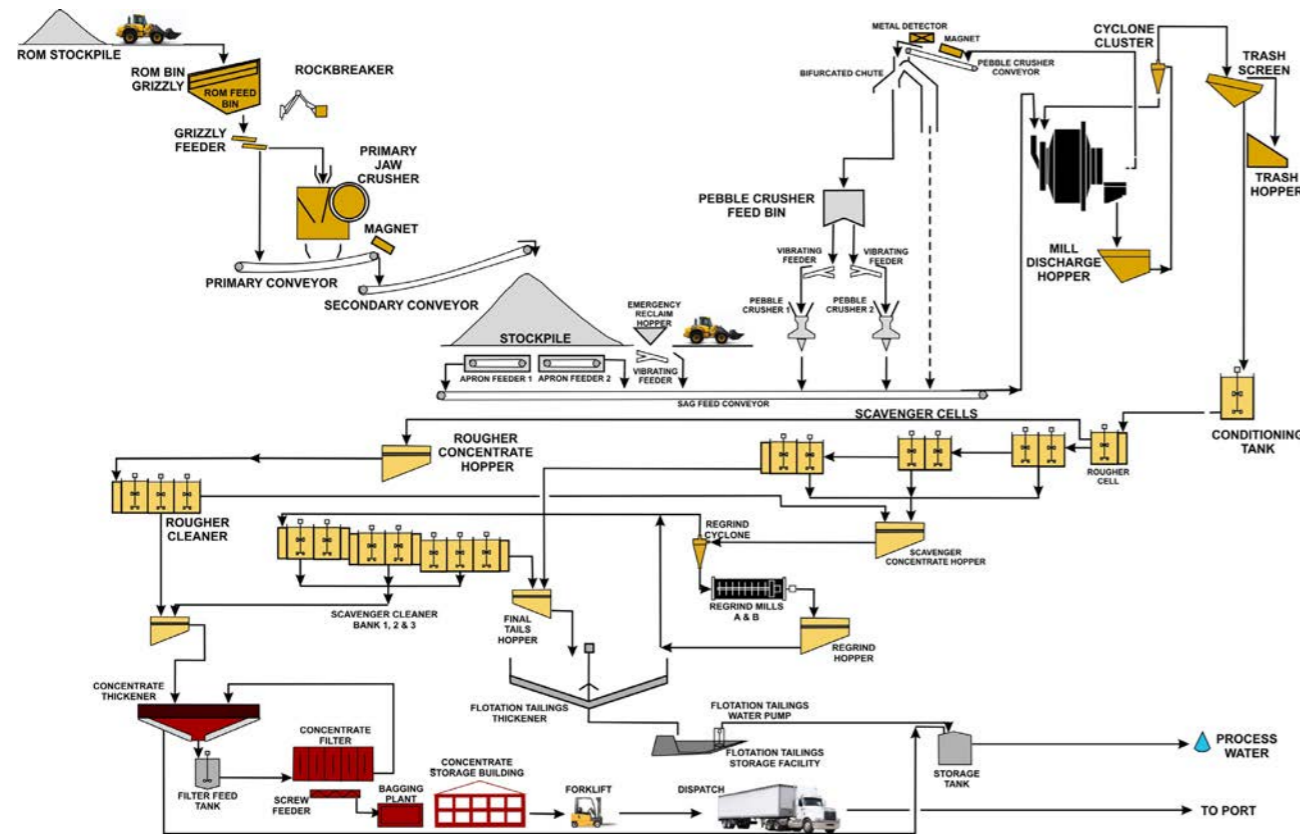 ROM STOCKPILE
ROM BIN
GRIZZLY
ROM FEED
BIN
ROCKBREAKER
GRIZZLY
FEEDER
PRIMARY
JAW
CRUSHER
MAGNET
PRIMARY CONVEYOR
SECONDARY CONVEYOR
STOCKPILE
EMERGENCY
RECLAIM
HOPPER
APRON FEEDER 1
APRON FEEDER 2
VIBRATING
FEEDER
SAG FEED CONVEYOR
METAL DETECTOR
MAGNET
PEBBLE CRUSHER
CONVEYOR
BIFURCATED CHUTE
PEBBLE CRUSHER
FEED BIN
VIBRATING
FEEDER
VIBRATING
FEEDER
PEBBLE
CRUSHER 1
PEBBLE
CRUSHER 2
CYCLONE
CLUSTER
TRASH
SCREEN
TRASH
HOPPER
MILL
DISCHARGE
HOPPER
CONDITIONING
TANK
SCAVENGER CELLS
ROUGHER
CELL
ROUGHER
CONCENTRATE
HOPPER
ROUGHER
CLEANER
REGRIND
CYCLONE
SCAVENGER
CONCENTRATE HOPPER
REGRIND MILLS
A & B
REGRIND
HOPPER
SCAVENGER CLEANER
BANK 1, 2 & 3
FINAL
TAILS
HOPPER
CONCENTRATE
THICKENER
FLOTATION TAILINGS
THICKENER
FLOTATION TAILINGS
WATER PUMP
FLOTATION TAILINGS
STORAGE FACILITY
STORAGE
TANK
PROCESS
WATER
CONCENTRATE
FILTER
FILTER FEED
TANK
SCREW
FEEDER
BAGGING
PLANT
CONCENTRATE
STORAGE BUILDING
FORKLIFT
DISPATCH
TO PORT